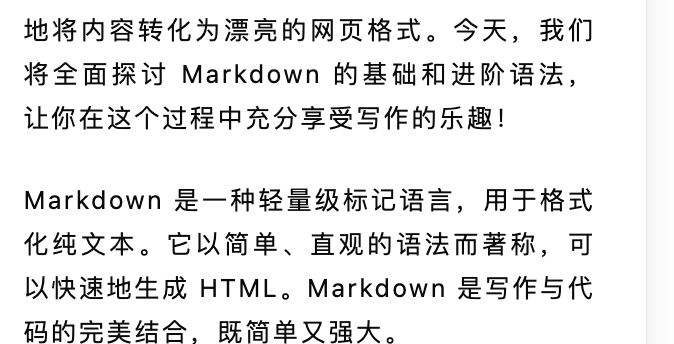 地将内容转化为漂亮的网页格式。今天，我们
将全面探讨 Markdown 的基础和进阶语法，
让你在这个过程中充分享受写作的乐趣！
Markdown 是一种轻量级标记语言，用于格式
化纯文本。它以简单、直观的语法而著称，可
以快速地生成 HTML。Markdown 是写作与代
码的完美结合，既简单又强大。